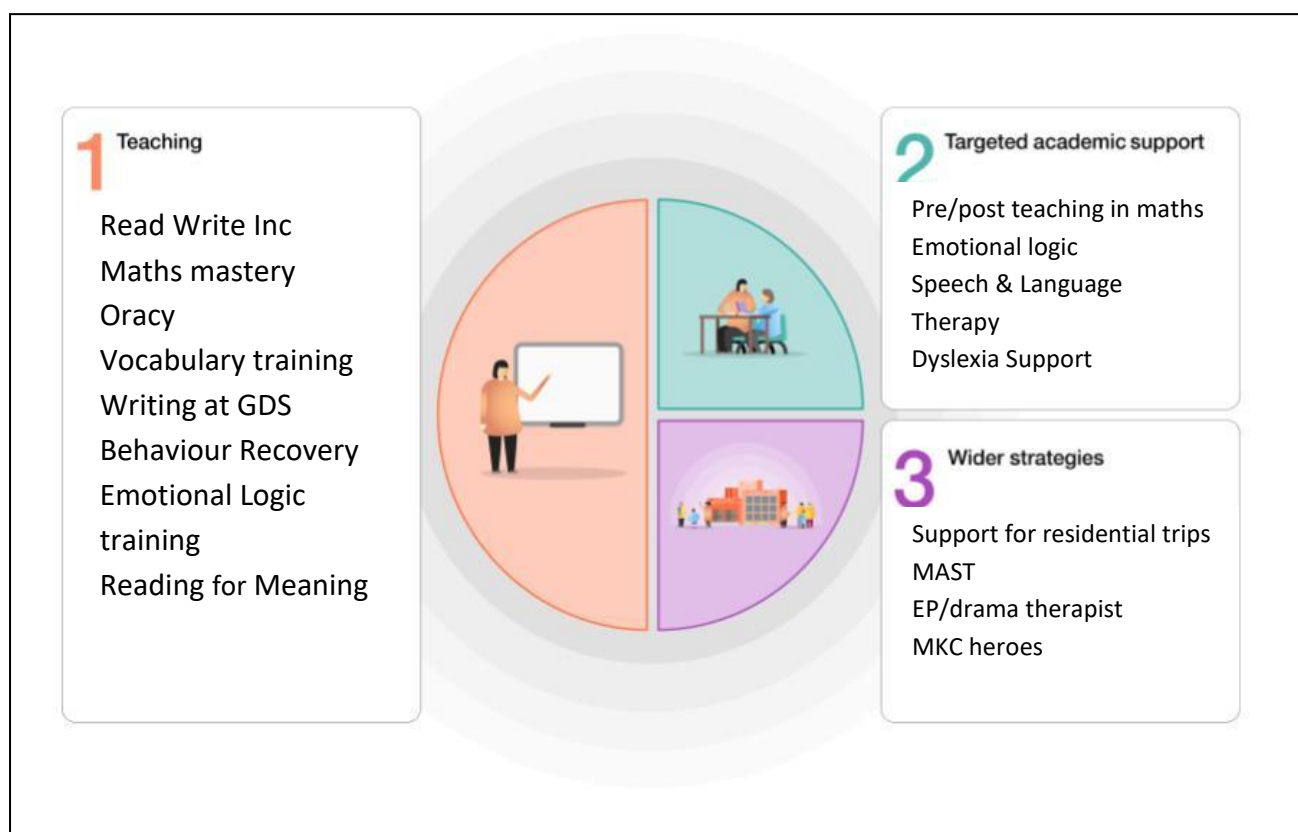 1 Teaching
Read Write Inc
Maths mastery
Oracy
Vocabulary training
Writing at GDS
Behaviour Recovery
Emotional Logic
training
Reading for Meaning
2 Targeted academic support
Pre/post teaching in maths
Emotional logic
Speech & Language
Therapy
Dyslexia Support
3 Wider strategies
Support for residential trips
MAST
EP/drama therapist
MKC heroes